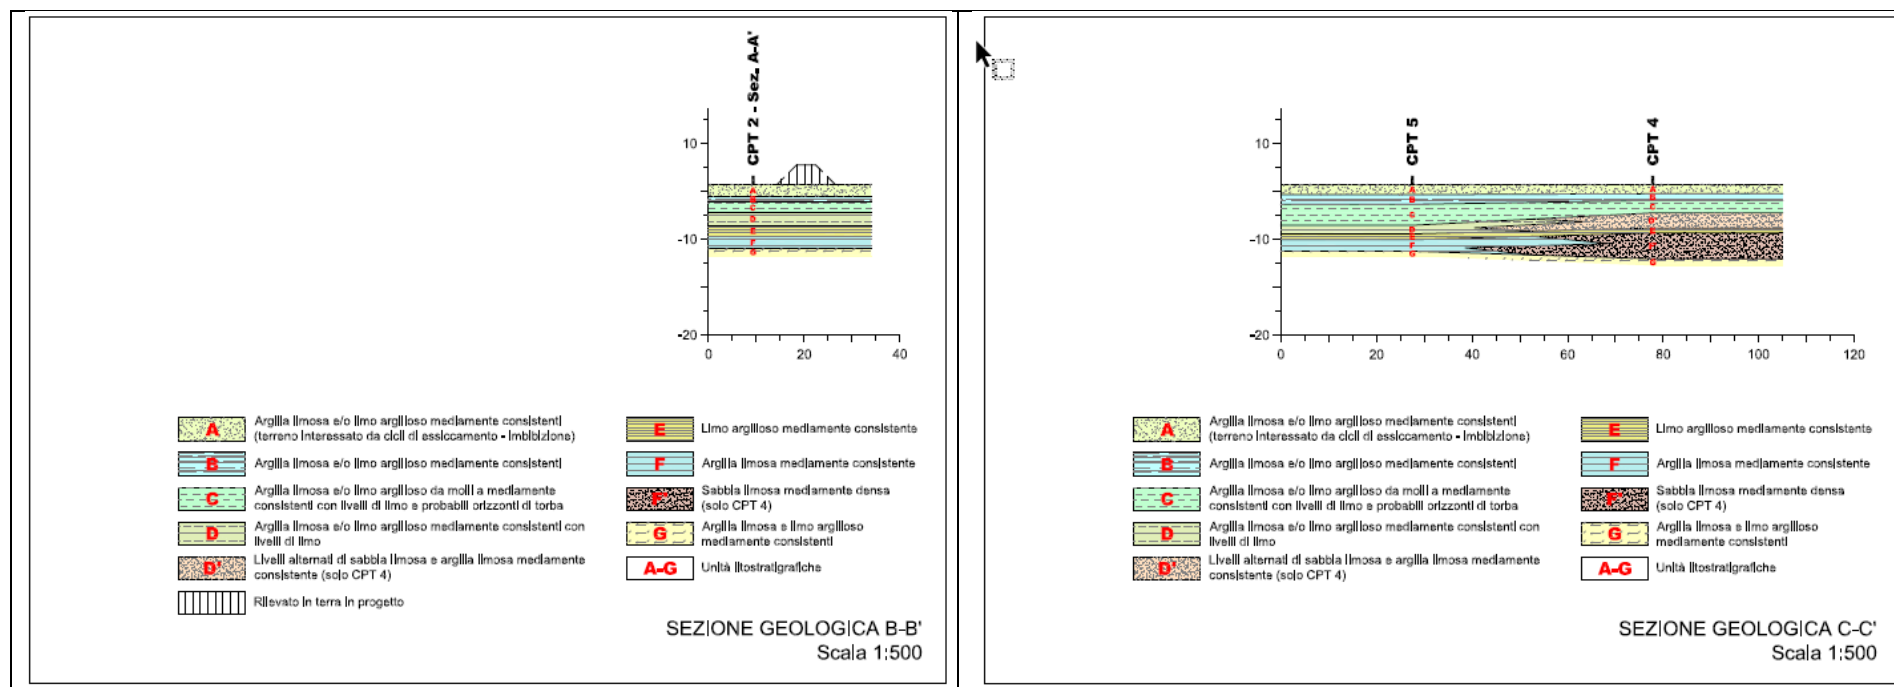 CPT 2 - Sez. A-A'
10
-10
-20
0
20
40
A
B
C
D
E
F
G
A
Argilla limosa e/o limo argilloso mediamente consistenti
(terreno interessato da cicli di essiccamento - imbibizione)
B
Argilla limosa e/o limo argilloso mediamente consistenti
C
Argilla limosa e/o limo argilloso da molli a mediamente
consistenti con livelli di limo e probabili orizzonti di torba
D
Argilla limosa e/o limo argilloso mediamente consistenti con
livelli di limo
D'
Livelli alternati di sabbia limosa e argilla limosa mediamente
consistente (solo CPT 4)
Rilevato in terra in progetto
E
Limo argilloso mediamente consistente
F
Argilla limosa mediamente consistente
F'
Sabbia limosa mediamente densa
(solo CPT 4)
G
Argilla limosa e limo argilloso
mediamente consistenti
A-G
Unità litostratigrafiche
SEZIONE GEOLOGICA B-B'
Scala 1:500
CPT 5
CPT 4
10
-10
-20
0
20
40
60
80
100
120
A
B
C
D
E
F
G
A
B
C
G
A
Argilla limosa e/o limo argilloso mediamente consistenti
(terreno interessato da cicli di essiccamento - imbibizione)
B
Argilla limosa e/o limo argilloso mediamente consistenti
C
Argilla limosa e/o limo argilloso da molli a mediamente
consistenti con livelli di limo e probabili orizzonti di torba
D
Argilla limosa e/o limo argilloso mediamente consistenti con
livelli di limo
D'
Livelli alternati di sabbia limosa e argilla limosa mediamente
consistente (solo CPT 4)
E
Limo argilloso mediamente consistente
F
Argilla limosa mediamente consistente
F'
Sabbia limosa mediamente densa
(solo CPT 4)
G
Argilla limosa e limo argilloso
mediamente consistenti
A-G
Unità litostratigrafiche
SEZIONE GEOLOGICA C-C'
Scala 1:500